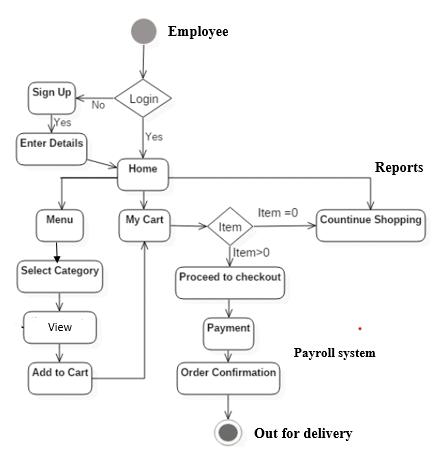 Employee
Sign Up
No
Login
Yes
Yes
Enter Details
Home
Reports
Menu
My Cart
Item
Item =0
Countinue Shopping
Item>0
Select Category
Proceed to checkout
View
Payment
Payroll system
Add to Cart
Order Confirmation
Out for delivery